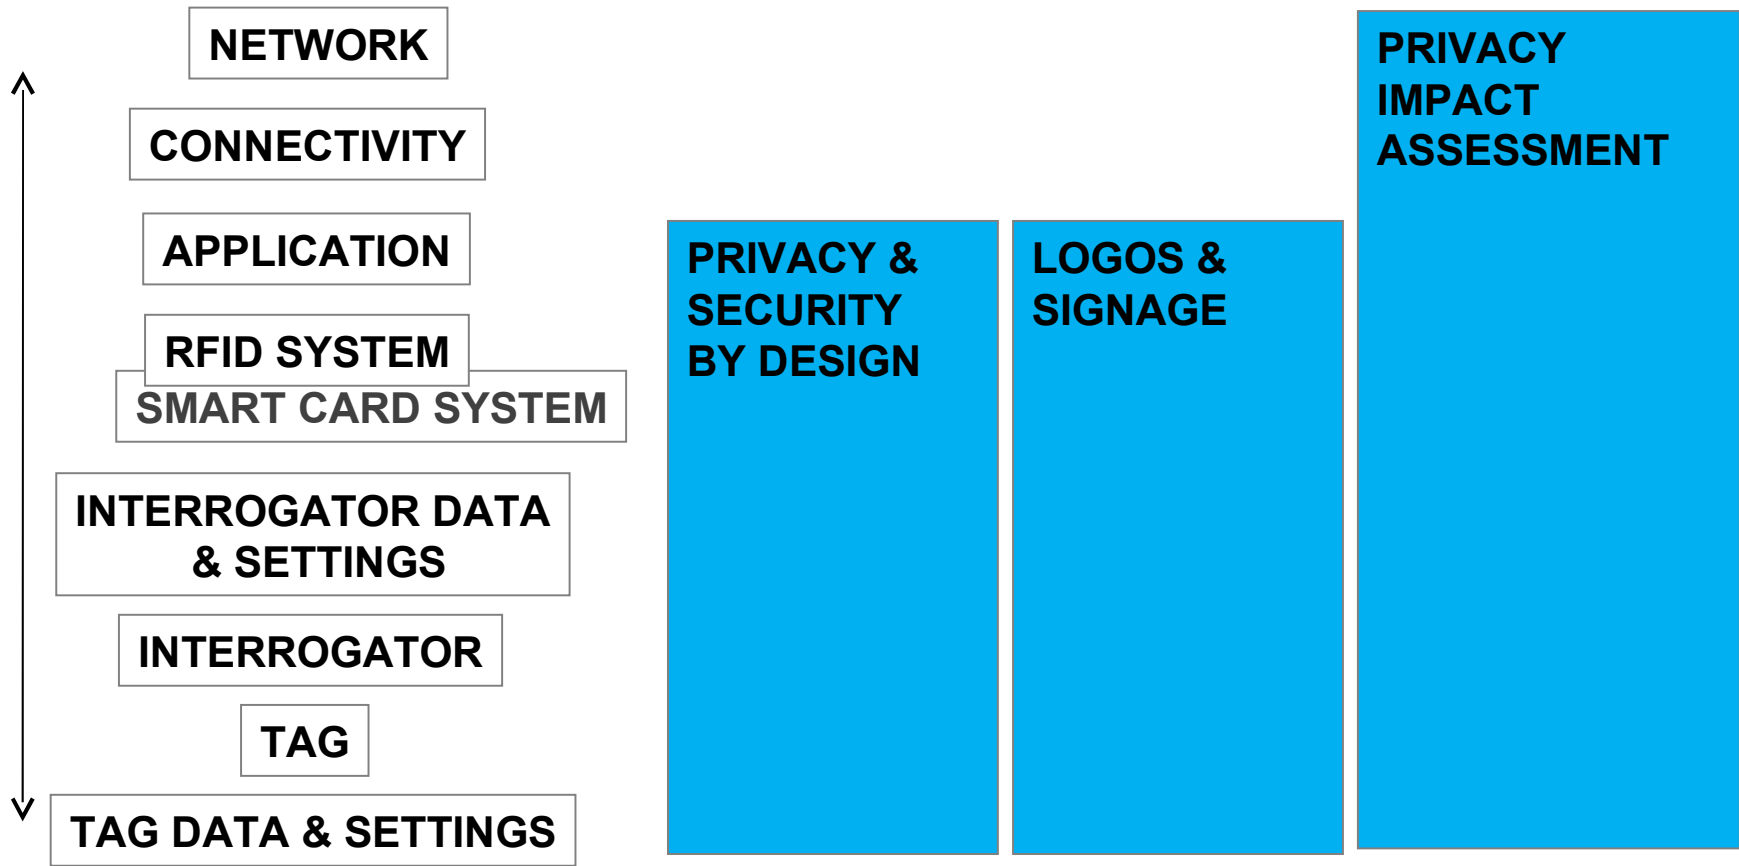 NETWORK
CONNECTIVITY
APPLICATION
RFID SYSTEM
SMART CARD SYSTEM
INTERROGATOR DATA
& SETTINGS
INTERROGATOR
TAG
TAG DATA & SETTINGS
PRIVACY &
SECURITY
BY DESIGN
LOGOS &
SIGNAGE
PRIVACY
IMPACT
ASSESSMENT